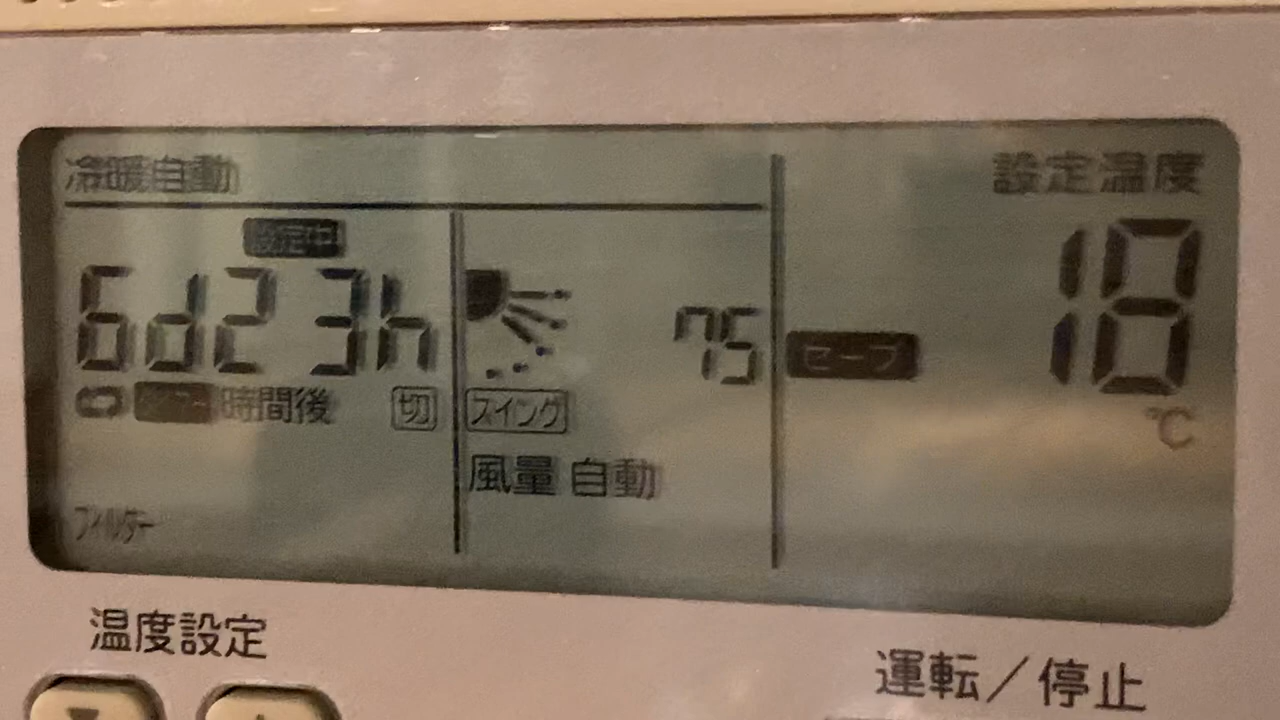 冷暖自動
設定温度
設定中
6d23h
75
セーブ
18
℃
時間後 切
スイング
風量 自動
フィルター
温度設定
運転／停止